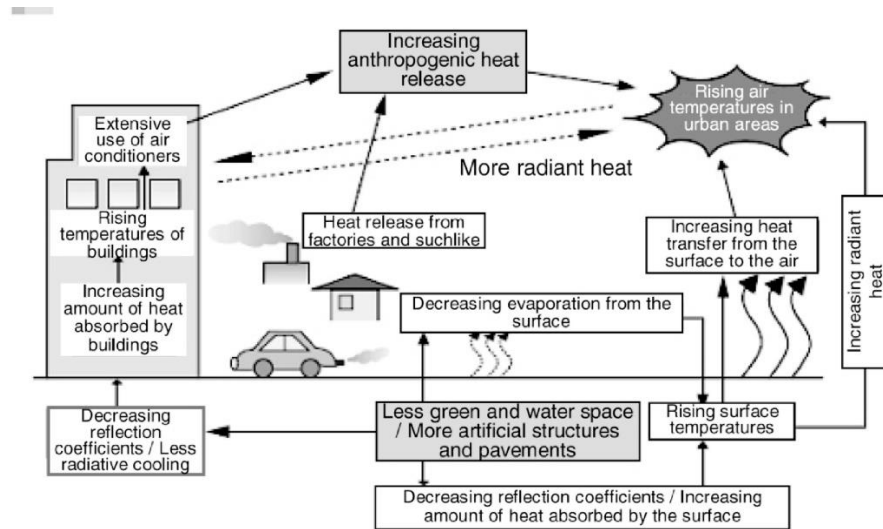 Increasing
anthropogenic heat
release
Rising air
temperatures in
urban areas
Extensive
use of air
conditioners
More radiant heat
Rising
temperatures of
buildings
Heat release from
factories and suchlike
Increasing heat
transfer from the
surface to the air
Increasing radiant
heat
Increasing
amount of heat
absorbed by
buildings
Decreasing evaporation from the
surface
Decreasing
reflection
coefficients / Less
radiative cooling
Less green and water space
/ More artificial structures
and pavements
Rising surface
temperatures
Decreasing reflection coefficients / Increasing
amount of heat absorbed by the surface